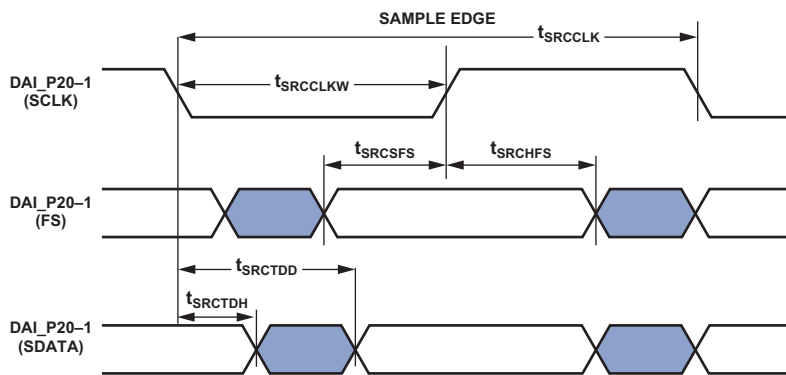 SAMPLE EDGE
tSRCCLK
DAI_P20–1
(SCLK)
tSRCCLKW
tSRCSFS
tSRCHFS
DAI_P20–1
(FS)
tSRCTDD
tSRCTDH
DAI_P20–1
(SDATA)